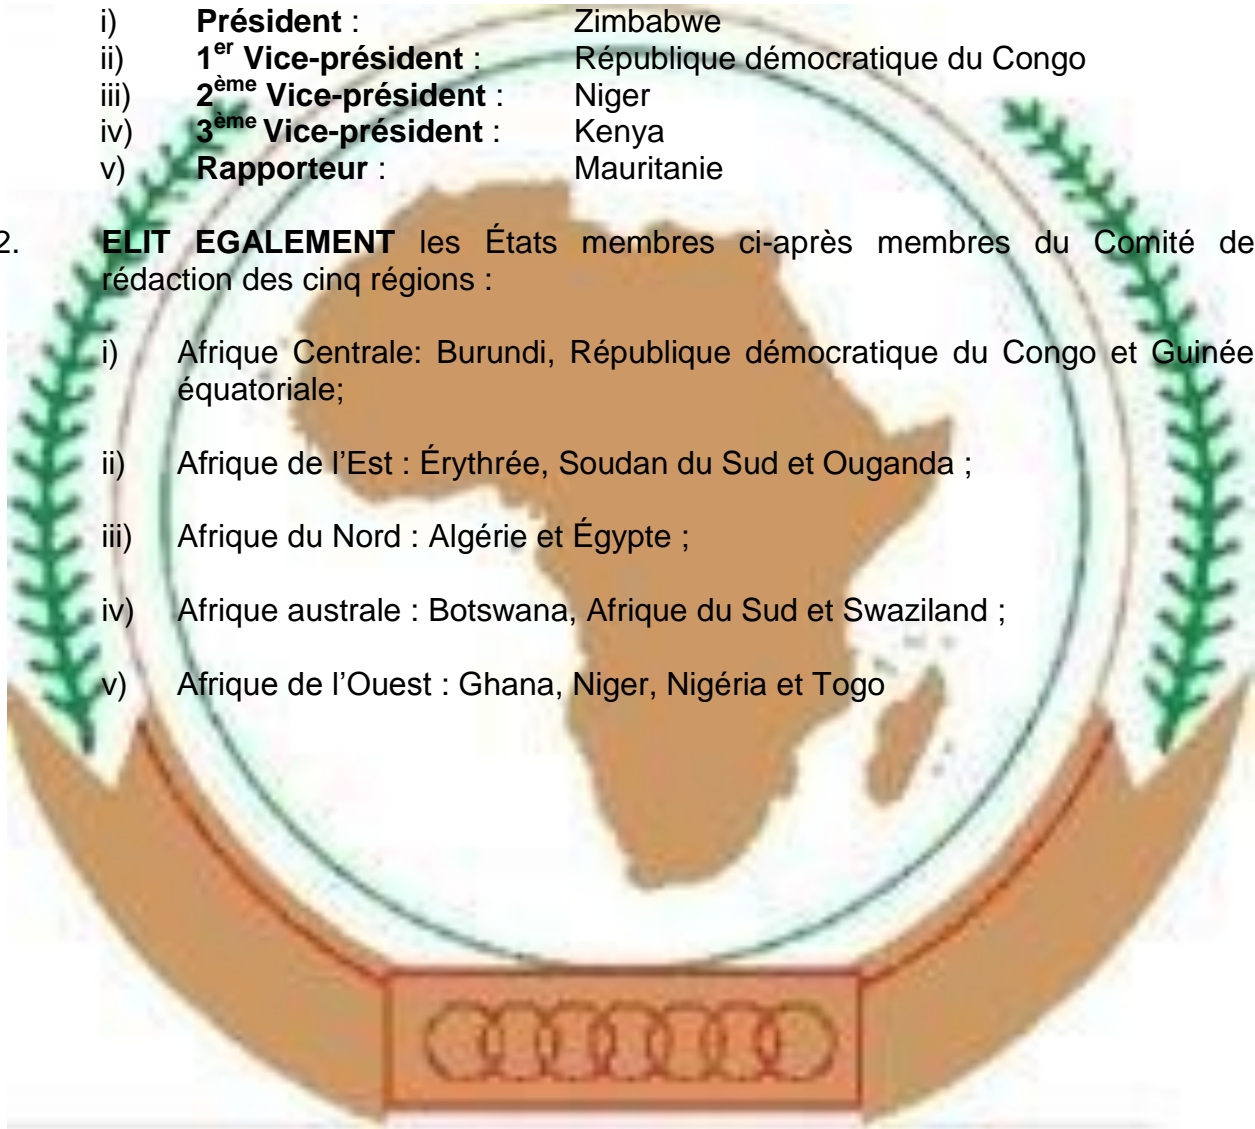 i) Président : Zimbabwe
ii) 1er Vice-président : République démocratique du Congo
iii) 2ème Vice-président : Niger
iv) 3ème Vice-président : Kenya
v) Rapporteur : Mauritanie
2. ELIT EGALEMENT les États membres ci-après membres du Comité de
rédaction des cinq régions :
i) Afrique Centrale: Burundi, République démocratique du Congo et Guinée
équatoriale;
ii) Afrique de l’Est : Érythrée, Soudan du Sud et Ouganda ;
iii) Afrique du Nord : Algérie et Égypte ;
iv) Afrique australe : Botswana, Afrique du Sud et Swaziland ;
v) Afrique de l’Ouest : Ghana, Niger, Nigéria et Togo